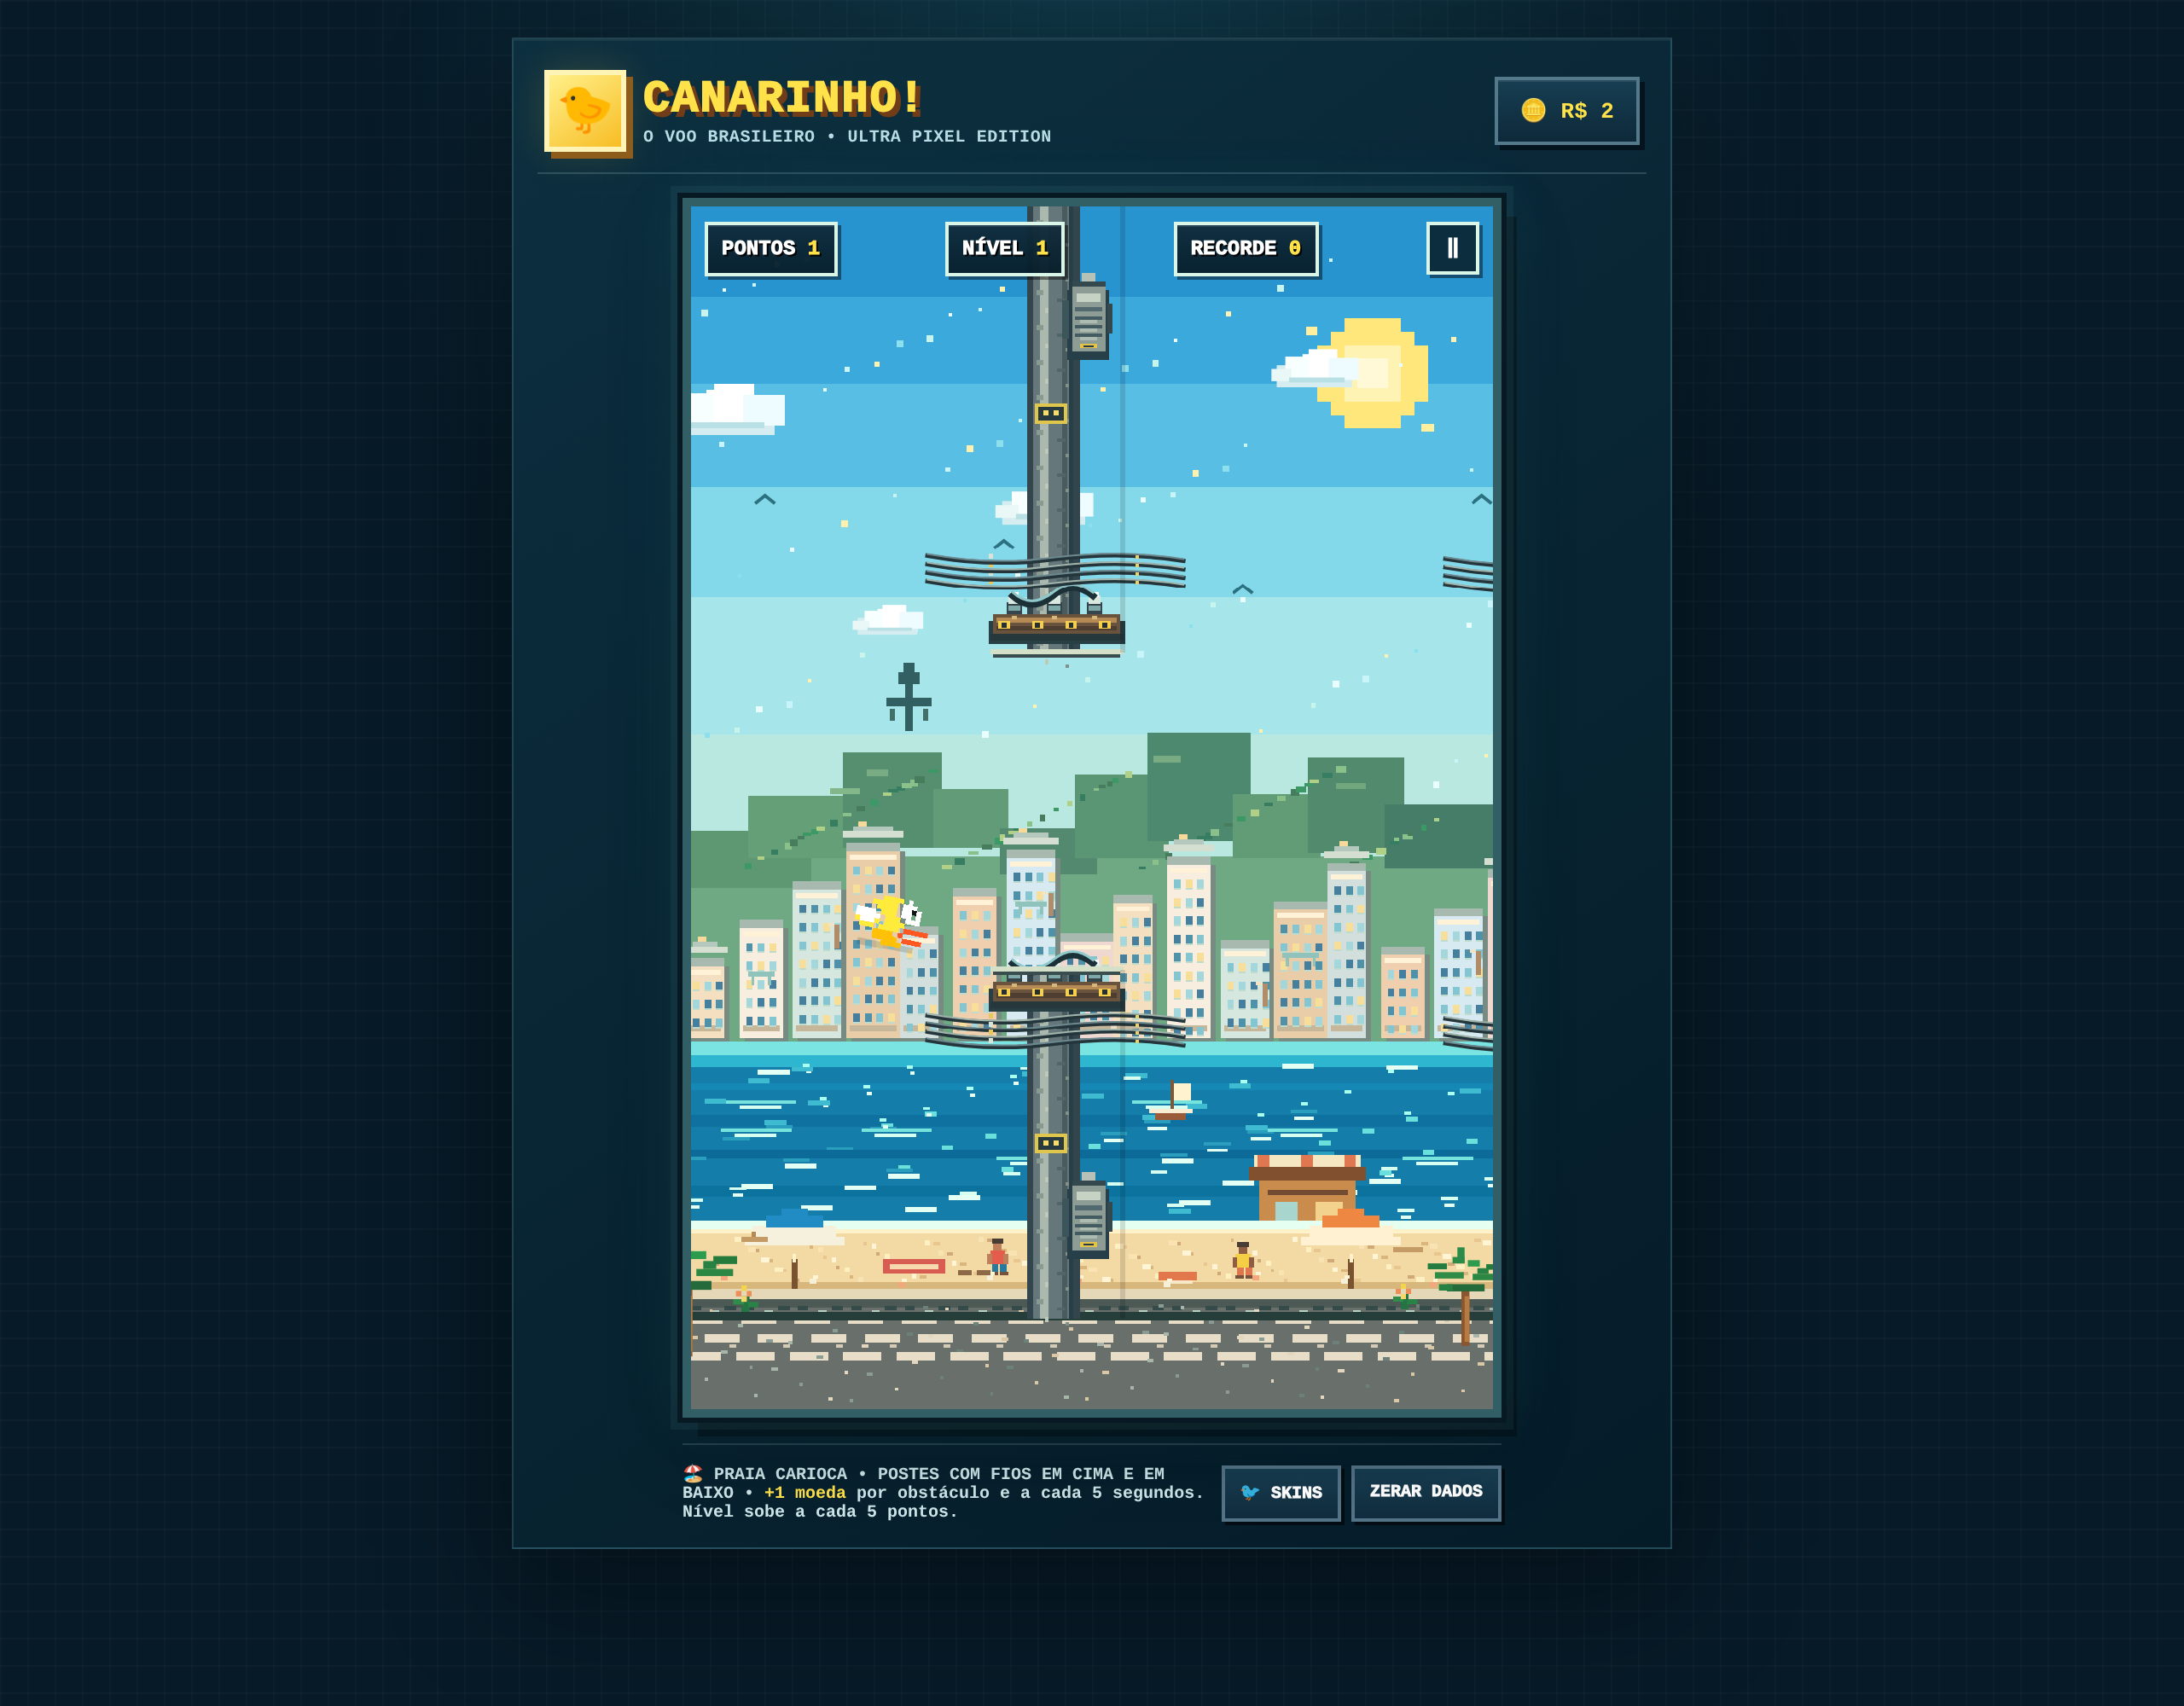 CANARINHO!
O VOO BRASILEIRO • ULTRA PIXEL EDITION
R$ 2
PONTOS 1
NÍVEL 1
RECORDE 0
PRAIA CARIOCA • POSTES COM FIOS EM CIMA E EM
BAIXO • +1 moeda por obstáculo e a cada 5 segundos.
Nível sobe a cada 5 pontos.
SKINS
ZERAR DADOS